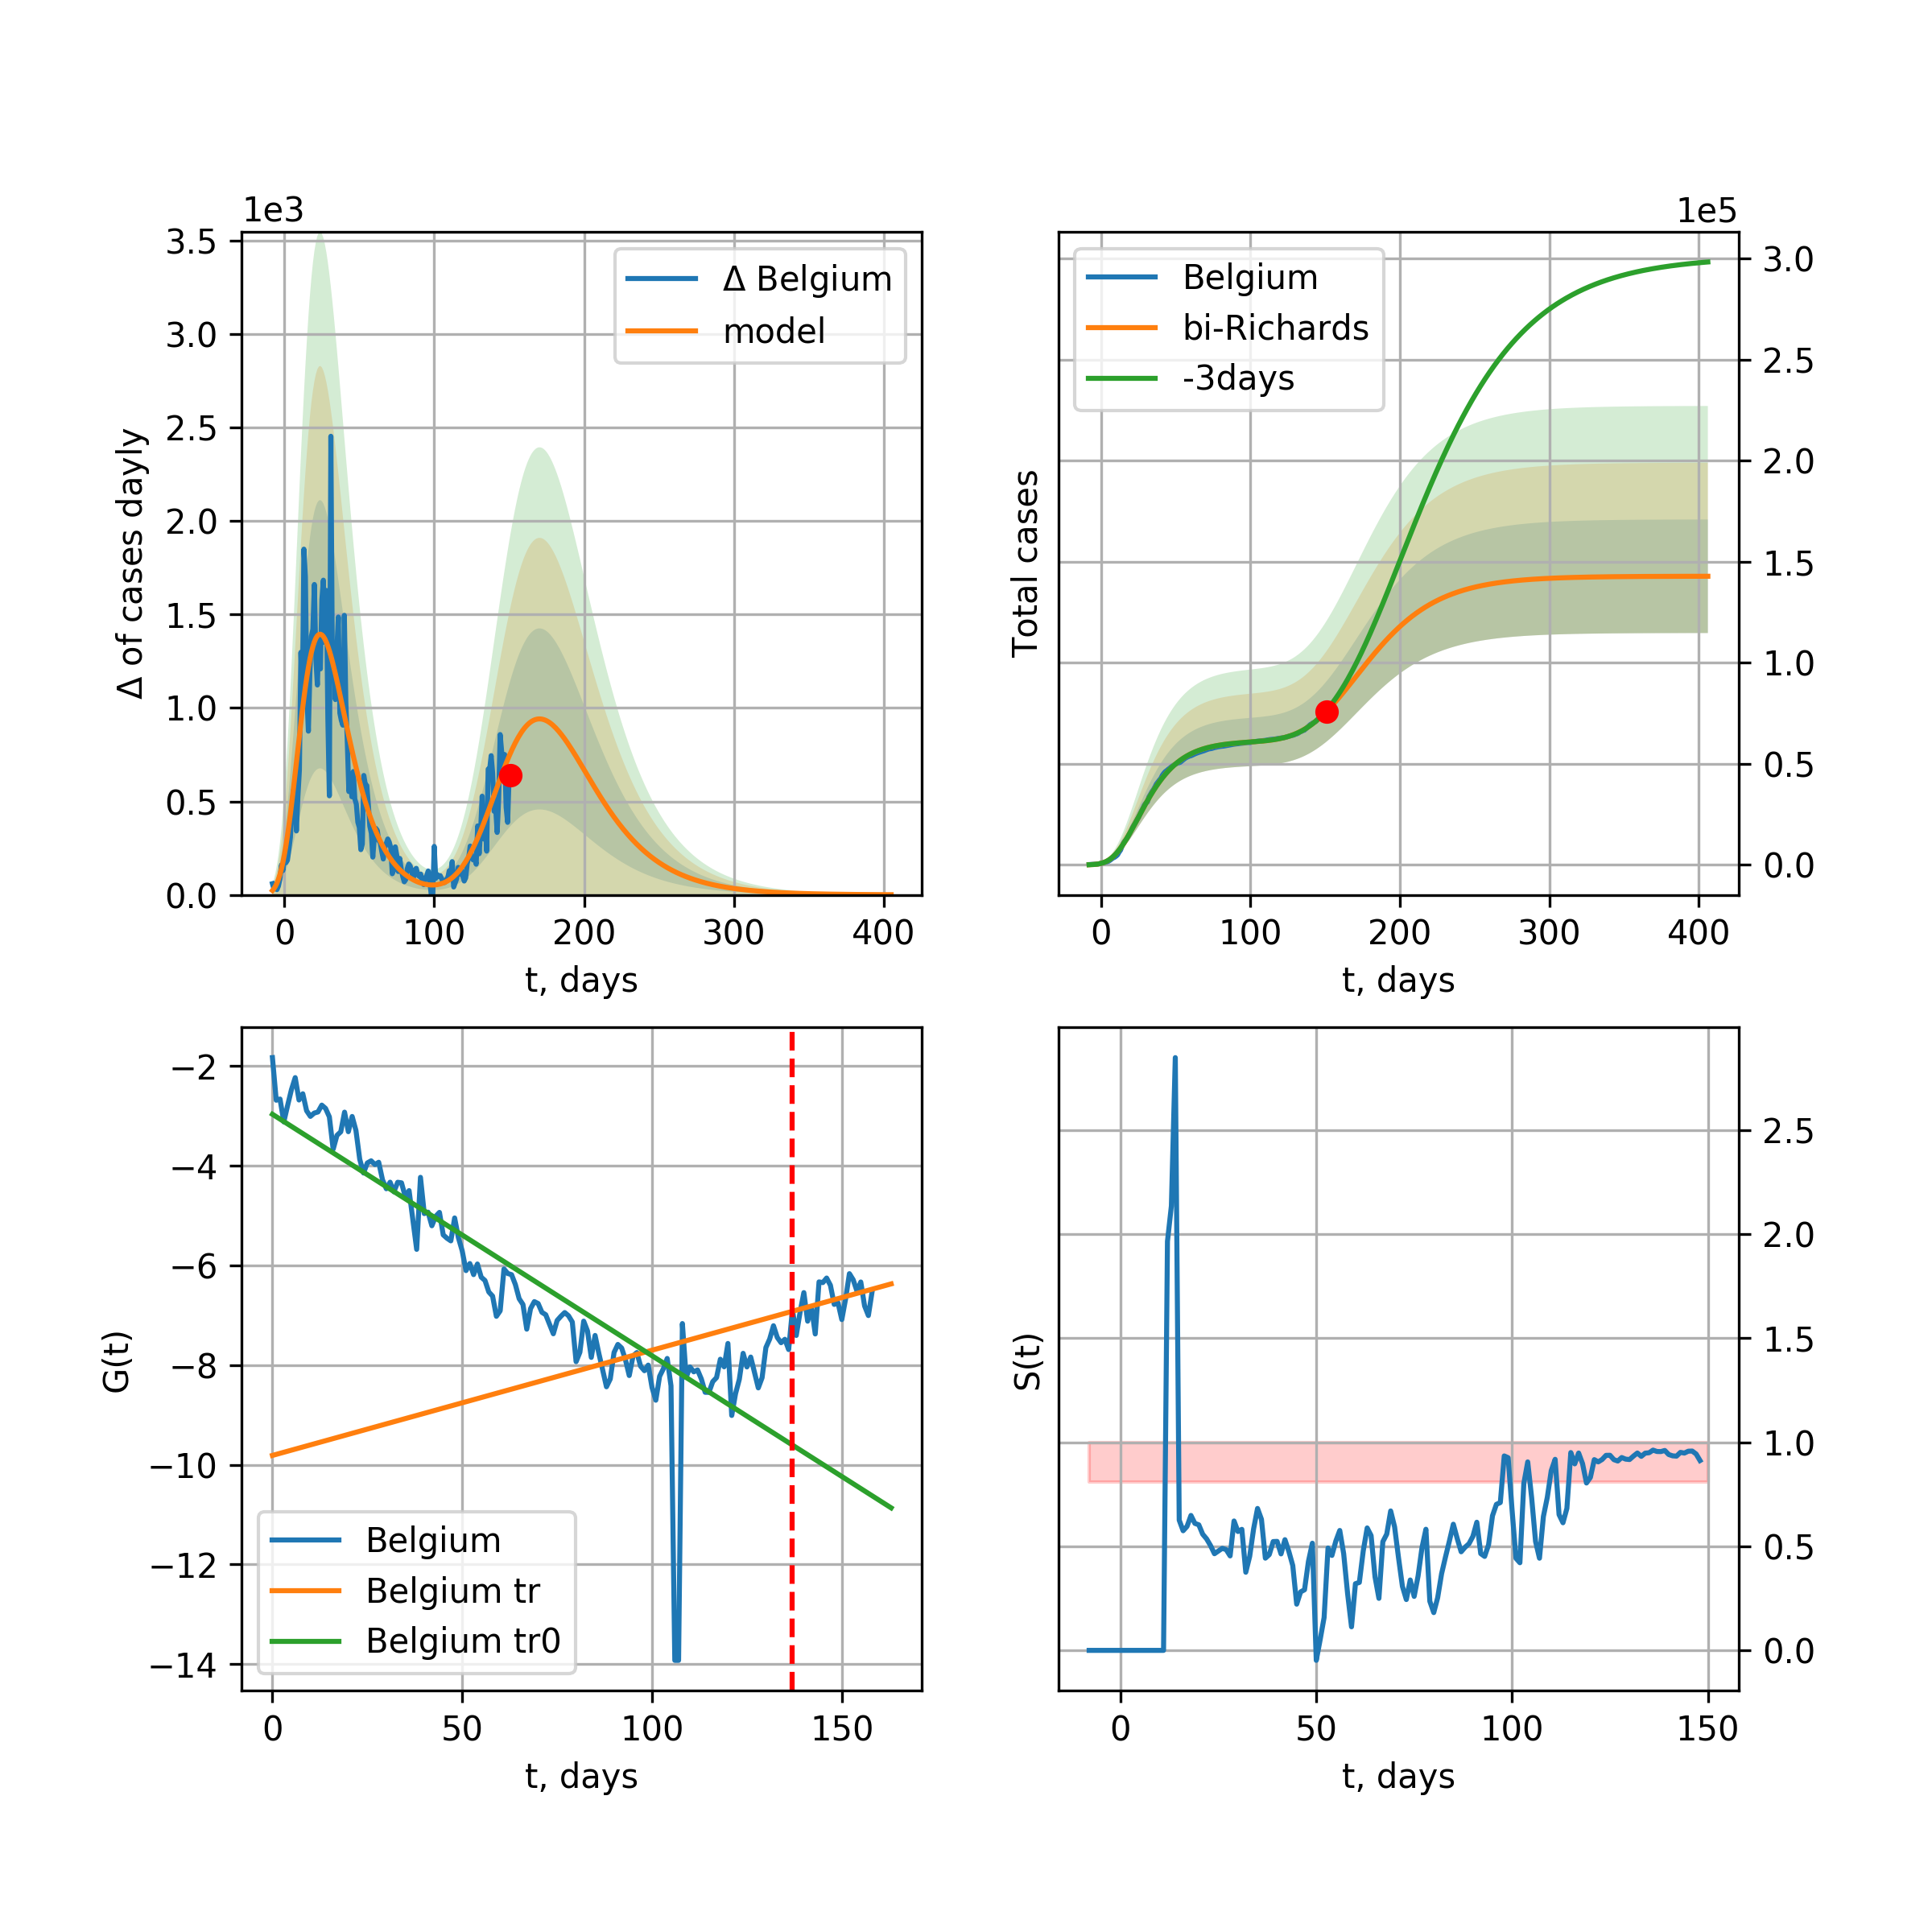 1e3
3.5
3.0
2.5
2.0
1.5
1.0
0.5
0.0
Δ of cases dayly
Δ Belgium
model
0 100 200 300 400
t, days
1e5
3.0
2.5
2.0
1.5
1.0
0.5
0.0
Total cases
Belgium
bi-Richards
-3days
0 100 200 300 400
t, days
−2
−4
−6
−8
−10
−12
−14
G(t)
Belgium
Belgium tr
Belgium tr0
0 50 100 150
t, days
2.5
2.0
1.5
1.0
0.5
0.0
S(t)
0 50 100 150
t, days